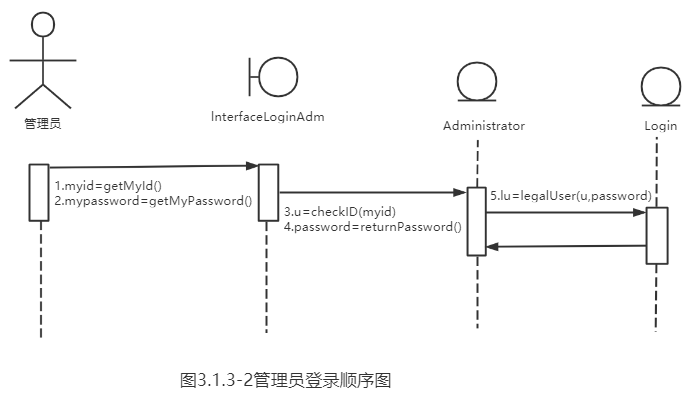 管理员
InterfaceLoginAdm
Administrator
Login
1.myid=getMyId()
2.mypassword=getMyPassword()
3.u=checkID(myid)
4.password=returnPassword()
5.lu=legalUser(u,password)
图3.1.3-2管理员登录顺序图